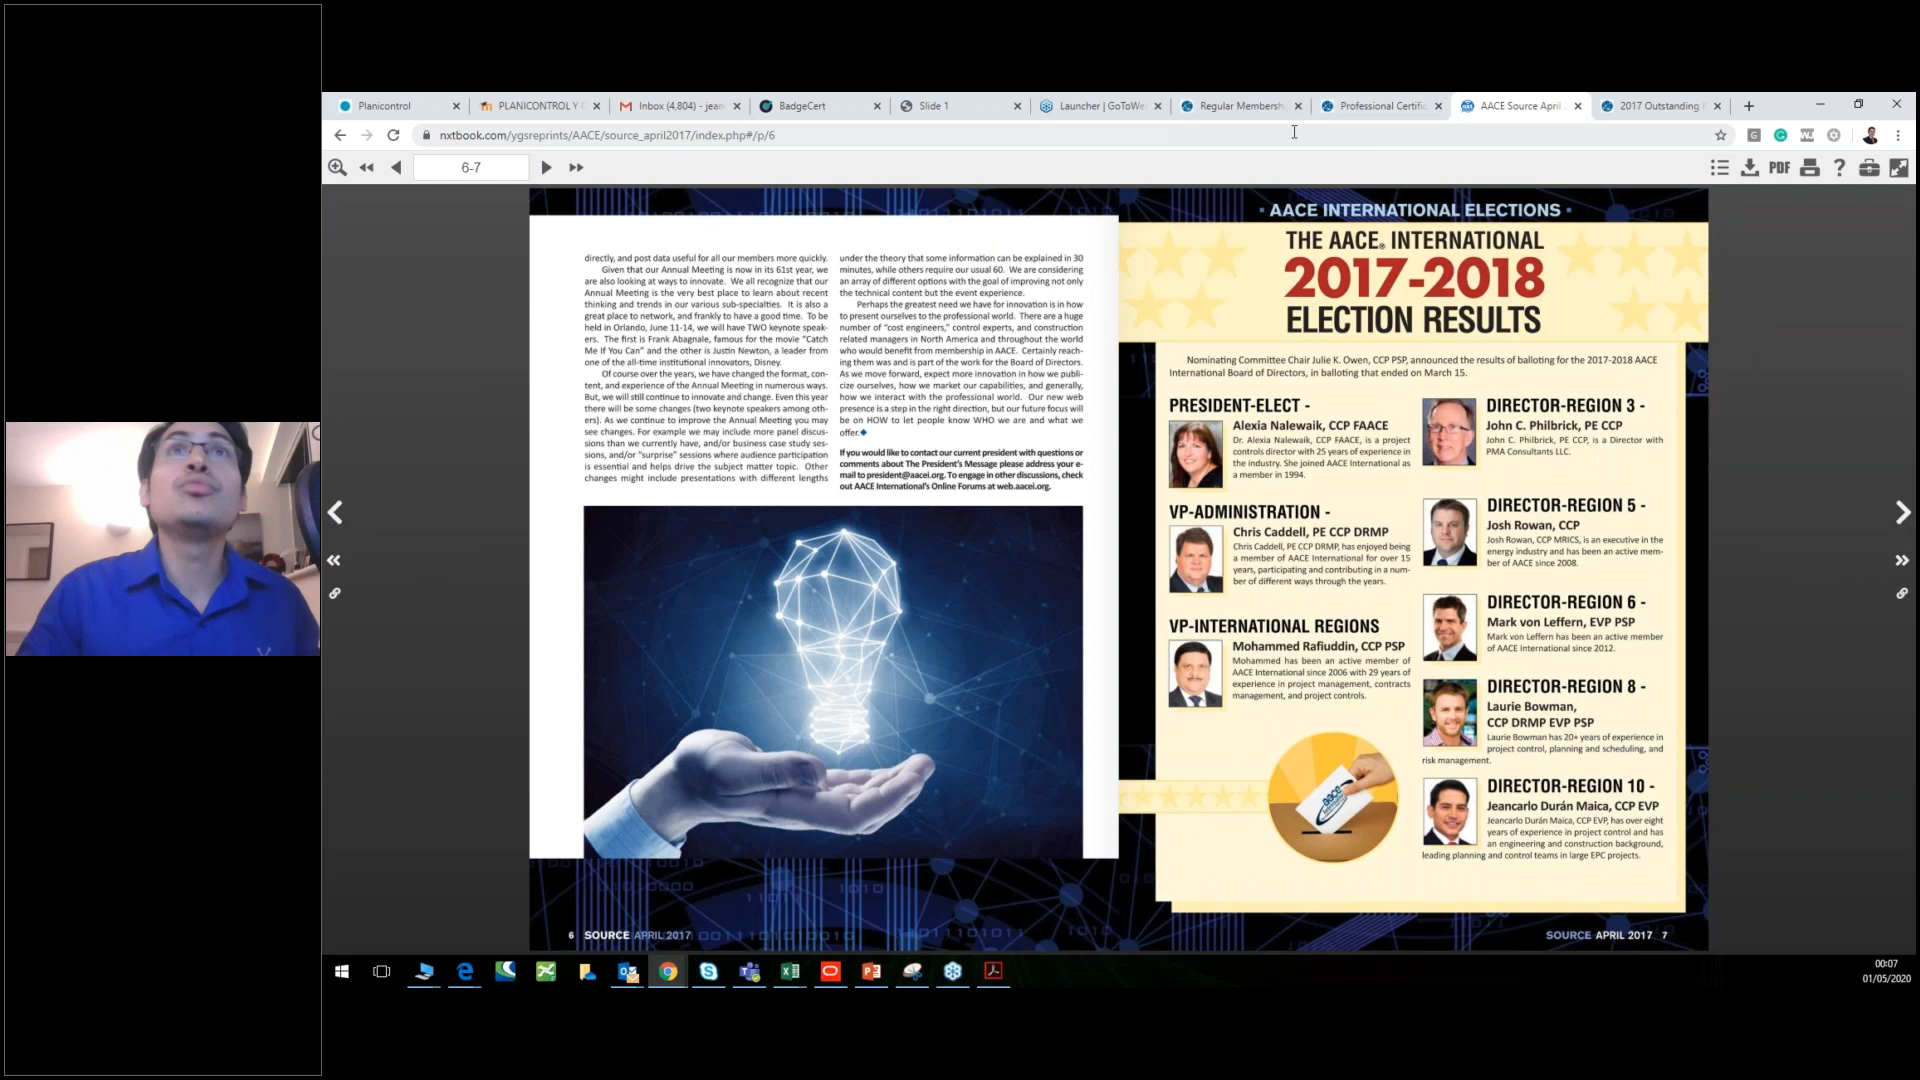 Planicontrol
PLANICONTROL Y
Inbox (4,804) - jean
BadgeCert
Slide 1
Launcher | GoToWe
Regular Membersh
Professional Certific
AACE Source April
2017 Outstanding
nxtbook.com/ygsreprints/AACE/source_april2017/index.php#/p/6
6-7
PDF
directly, and post data useful for all our members more quickly.
Given that our Annual Meeting is now in its 61st year, we
are also looking at ways to innovate. We all recognize that our
Annual Meeting is the very best place to learn about recent
thinking and trends in our various sub-specialties. It is also a
great place to network, and frankly to have a good time. To be
held in Orlando, June 11-14, we will have TWO keynote speak-
ers. The first is Frank Abagnale, famous for the movie "Catch
Me If You Can" and the other is Justin Newton, a leader from
one of the all-time institutional innovators, Disney.
Of course over the years, we have changed the format, con-
tent, and experience of the Annual Meeting in numerous ways.
But, we will still continue to innovate and change. Even this year
there will be some changes (two keynote speakers among oth-
ers). As we continue to improve the Annual Meeting you may
see changes. For example we may include more panel discus-
sions than we currently have, and/or business case study ses-
sions, and/or "surprise" sessions where audience participation
is essential and helps drive the subject matter topic. Other
changes might include presentations with different lengths
under the theory that some information can be explained in 30
minutes, while others require our usual 60. We are considering
an array of different options with the goal of improving not only
the technical content but the event experience.
Perhaps the greatest need we have for innovation is in how
to present ourselves to the professional world. There are a huge
number of "cost engineers," control experts, and construction
related managers in North America and throughout the world
who would benefit from membership in AACE. Certainly reach-
ing them was and is part of the work for the Board of Directors.
As we move forward, expect more innovation in how we publi-
cize ourselves, how we market our capabilities, and generally,
how we interact with the professional world. Our new web
presence is a step in the right direction, but our future focus will
be on HOW to let people know WHO we are and what we
offer.
If you would like to contact our current president with questions or
comments about The President's Message please address your e-
mail to president@aacei.org. To engage in other discussions, check
out AACE International's Online Forums at web.aacei.org.
6 SOURCE APRIL 2017
· AACE INTERNATIONAL ELECTIONS ·
THE AACE® INTERNATIONAL
2017-2018
ELECTION RESULTS
Nominating Committee Chair Julie K. Owen, CCP PSP, announced the results of balloting for the 2017-2018 AACE
International Board of Directors, in balloting that ended on March 15.
PRESIDENT-ELECT -
Alexia Nalewaik, CCP FAACE
Dr. Alexia Nalewaik, CCP FAACE, is a project
controls director with 25 years of experience in
the industry. She joined AACE International as
a member in 1994.
VP-ADMINISTRATION -
Chris Caddell, PE CCP DRMP
Chris Caddell, PE CCP DRMP, has enjoyed being
a member of AACE International for over 15
years, participating and contributing in a num-
ber of different ways through the years.
VP-INTERNATIONAL REGIONS
Mohammed Rafiuddin, CCP PSP
Mohammed has been an active member of
AACE International since 2006 with 29 years of
experience in project management, contracts
management, and project controls.
aace
DIRECTOR-REGION 3 -
John C. Philbrick, PE CCP
John C. Philbrick, PE CCP, is a Director with
PMA Consultants LLC.
DIRECTOR-REGION 5 -
Josh Rowan, CCP
Josh Rowan, CCP MRICS, is an executive in the
energy industry and has been an active mem-
ber of AACE since 2008.
DIRECTOR-REGION 6 -
Mark von Leffern, EVP PSP
Mark von Leffern has been an active member
of AACE International since 2012.
DIRECTOR-REGION 8 -
Laurie Bowman,
CCP DRMP EVP PSP
Laurie Bowman has 20+ years of experience in
project control, planning and scheduling, and
risk management.
DIRECTOR-REGION 10 -
Jeancarlo Durán Maica, CCP EVP
Jeancarlo Durán Maica, CCP EVP, has over eight
years of experience in project control and has
an engineering and construction background,
leading planning and control teams in large EPC projects.
SOURCE APRIL 2017 7
00:07
01/05/2020